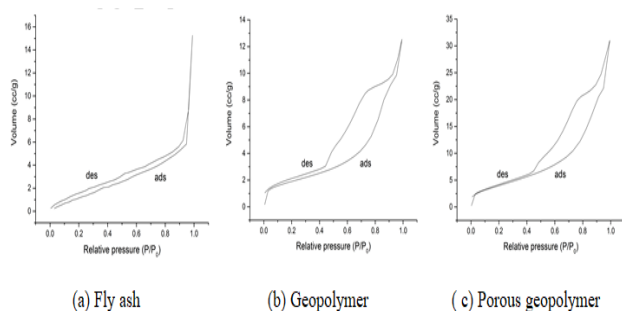 Volume (cc/g)
16
14
12
10
8
6
4
2
0
des
ads
0.0 0.2 0.4 0.6 0.8 1.0
Relative pressure (P/P0)
(a) Fly ash
Volume (cc/g)
14
12
10
8
6
4
2
0
des
ads
0.0 0.2 0.4 0.6 0.8 1.0
Relative pressure (P/P0)
(b) Geopolymer
Volume (cc/g)
35
30
25
20
15
10
5
0
des
ads
0.0 0.2 0.4 0.6 0.8 1.0
Relative pressure (P/P0)
( c) Porous geopolymer